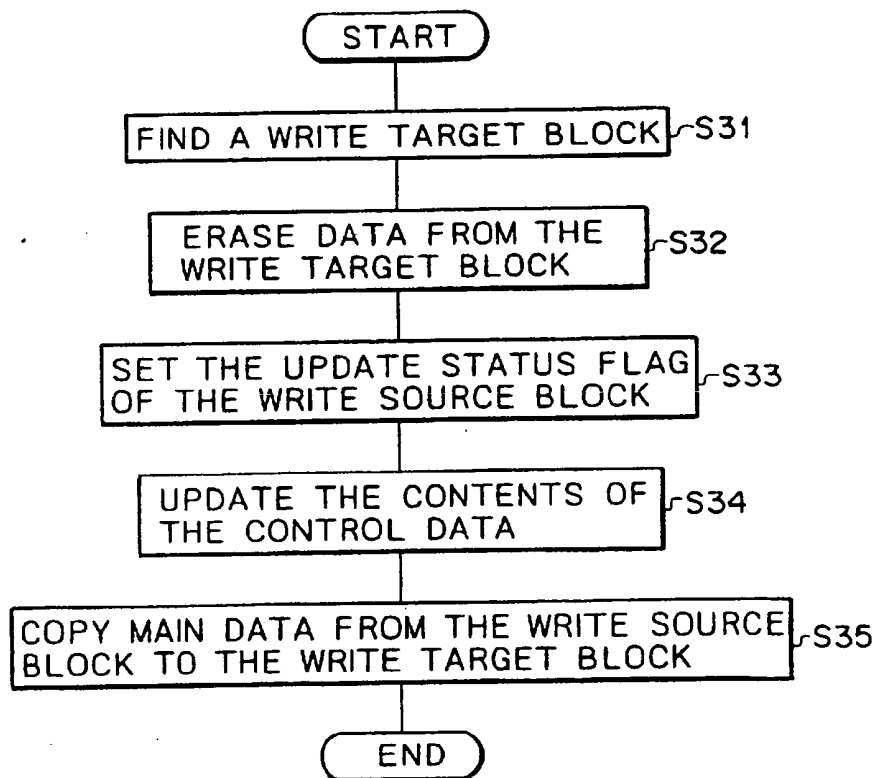 START
FIND A WRITE TARGET BLOCK
S31
ERASE DATA FROM THE
WRITE TARGET BLOCK
S32
SET THE UPDATE STATUS FLAG
OF THE WRITE SOURCE BLOCK
S33
UPDATE THE CONTENTS OF
THE CONTROL DATA
S34
COPY MAIN DATA FROM THE WRITE SOURCE
BLOCK TO THE WRITE TARGET BLOCK
S35
END